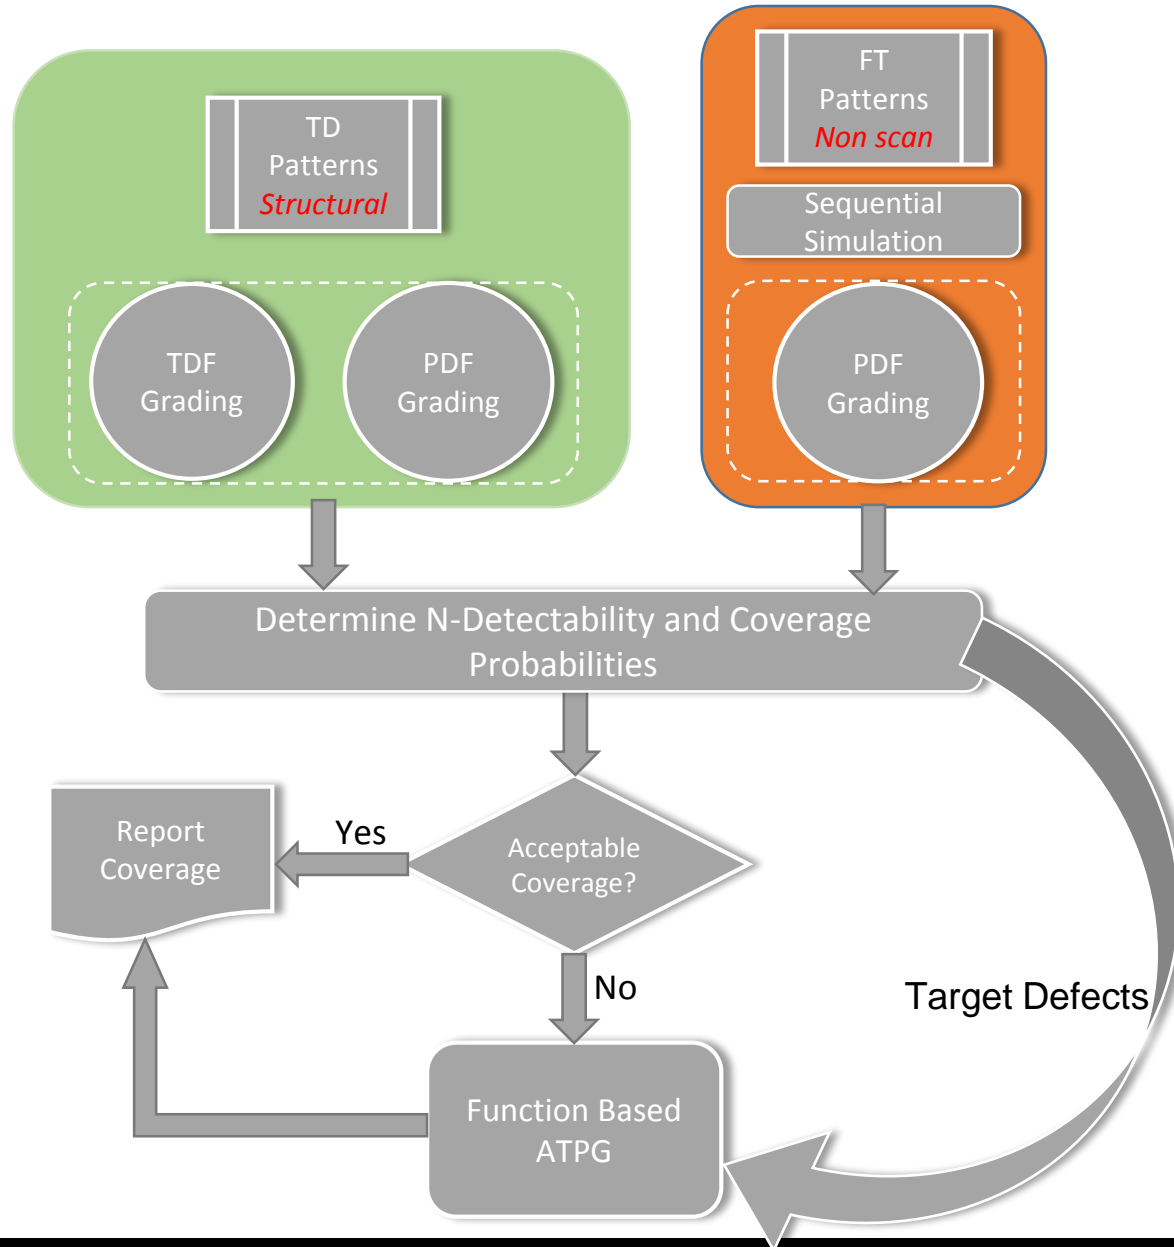 TD
Patterns
Structural
TDF
Grading
PDF
Grading
FT
Patterns
Non scan
Sequential
Simulation
PDF
Grading
Determine N-Detectability and Coverage
Probabilities
Acceptable
Coverage?
Yes
Report
Coverage
No
Target Defects
Function Based
ATPG